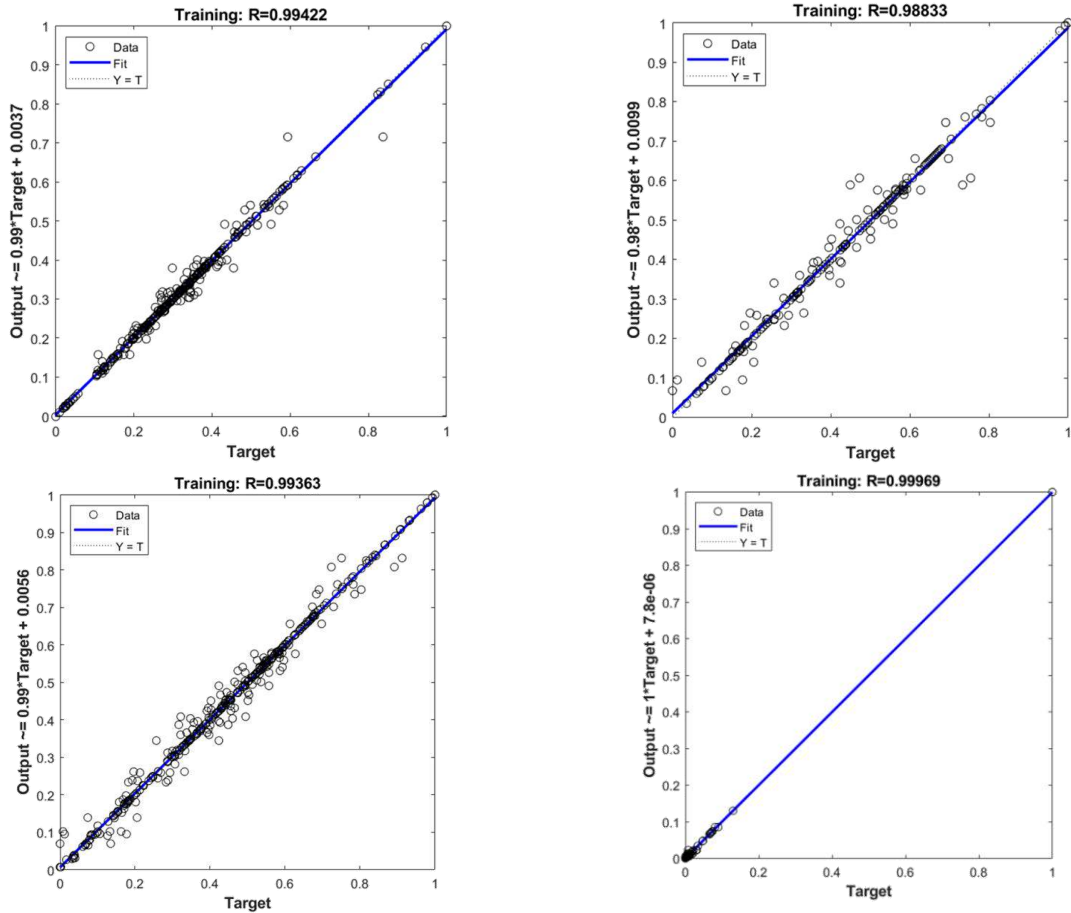 Training: R=0.99422
Data
Fit
Y = T
Output ~= 0.99*Target + 0.0037
1
0.9
0.8
0.7
0.6
0.5
0.4
0.3
0.2
0.1
0
0 0.2 0.4 0.6 0.8 1
Target
Training: R=0.98833
Data
Fit
Y = T
Output ~= 0.98*Target + 0.0099
1
0.9
0.8
0.7
0.6
0.5
0.4
0.3
0.2
0.1
0
0 0.2 0.4 0.6 0.8 1
Target
Training: R=0.99363
Data
Fit
Y = T
Output ~= 0.99*Target + 0.0056
1
0.9
0.8
0.7
0.6
0.5
0.4
0.3
0.2
0.1
0
0 0.2 0.4 0.6 0.8 1
Target
Training: R=0.99969
Data
Fit
Y = T
Output ~= 1*Target + 7.8e-06
1
0.9
0.8
0.7
0.6
0.5
0.4
0.3
0.2
0.1
0
0 0.2 0.4 0.6 0.8 1
Target